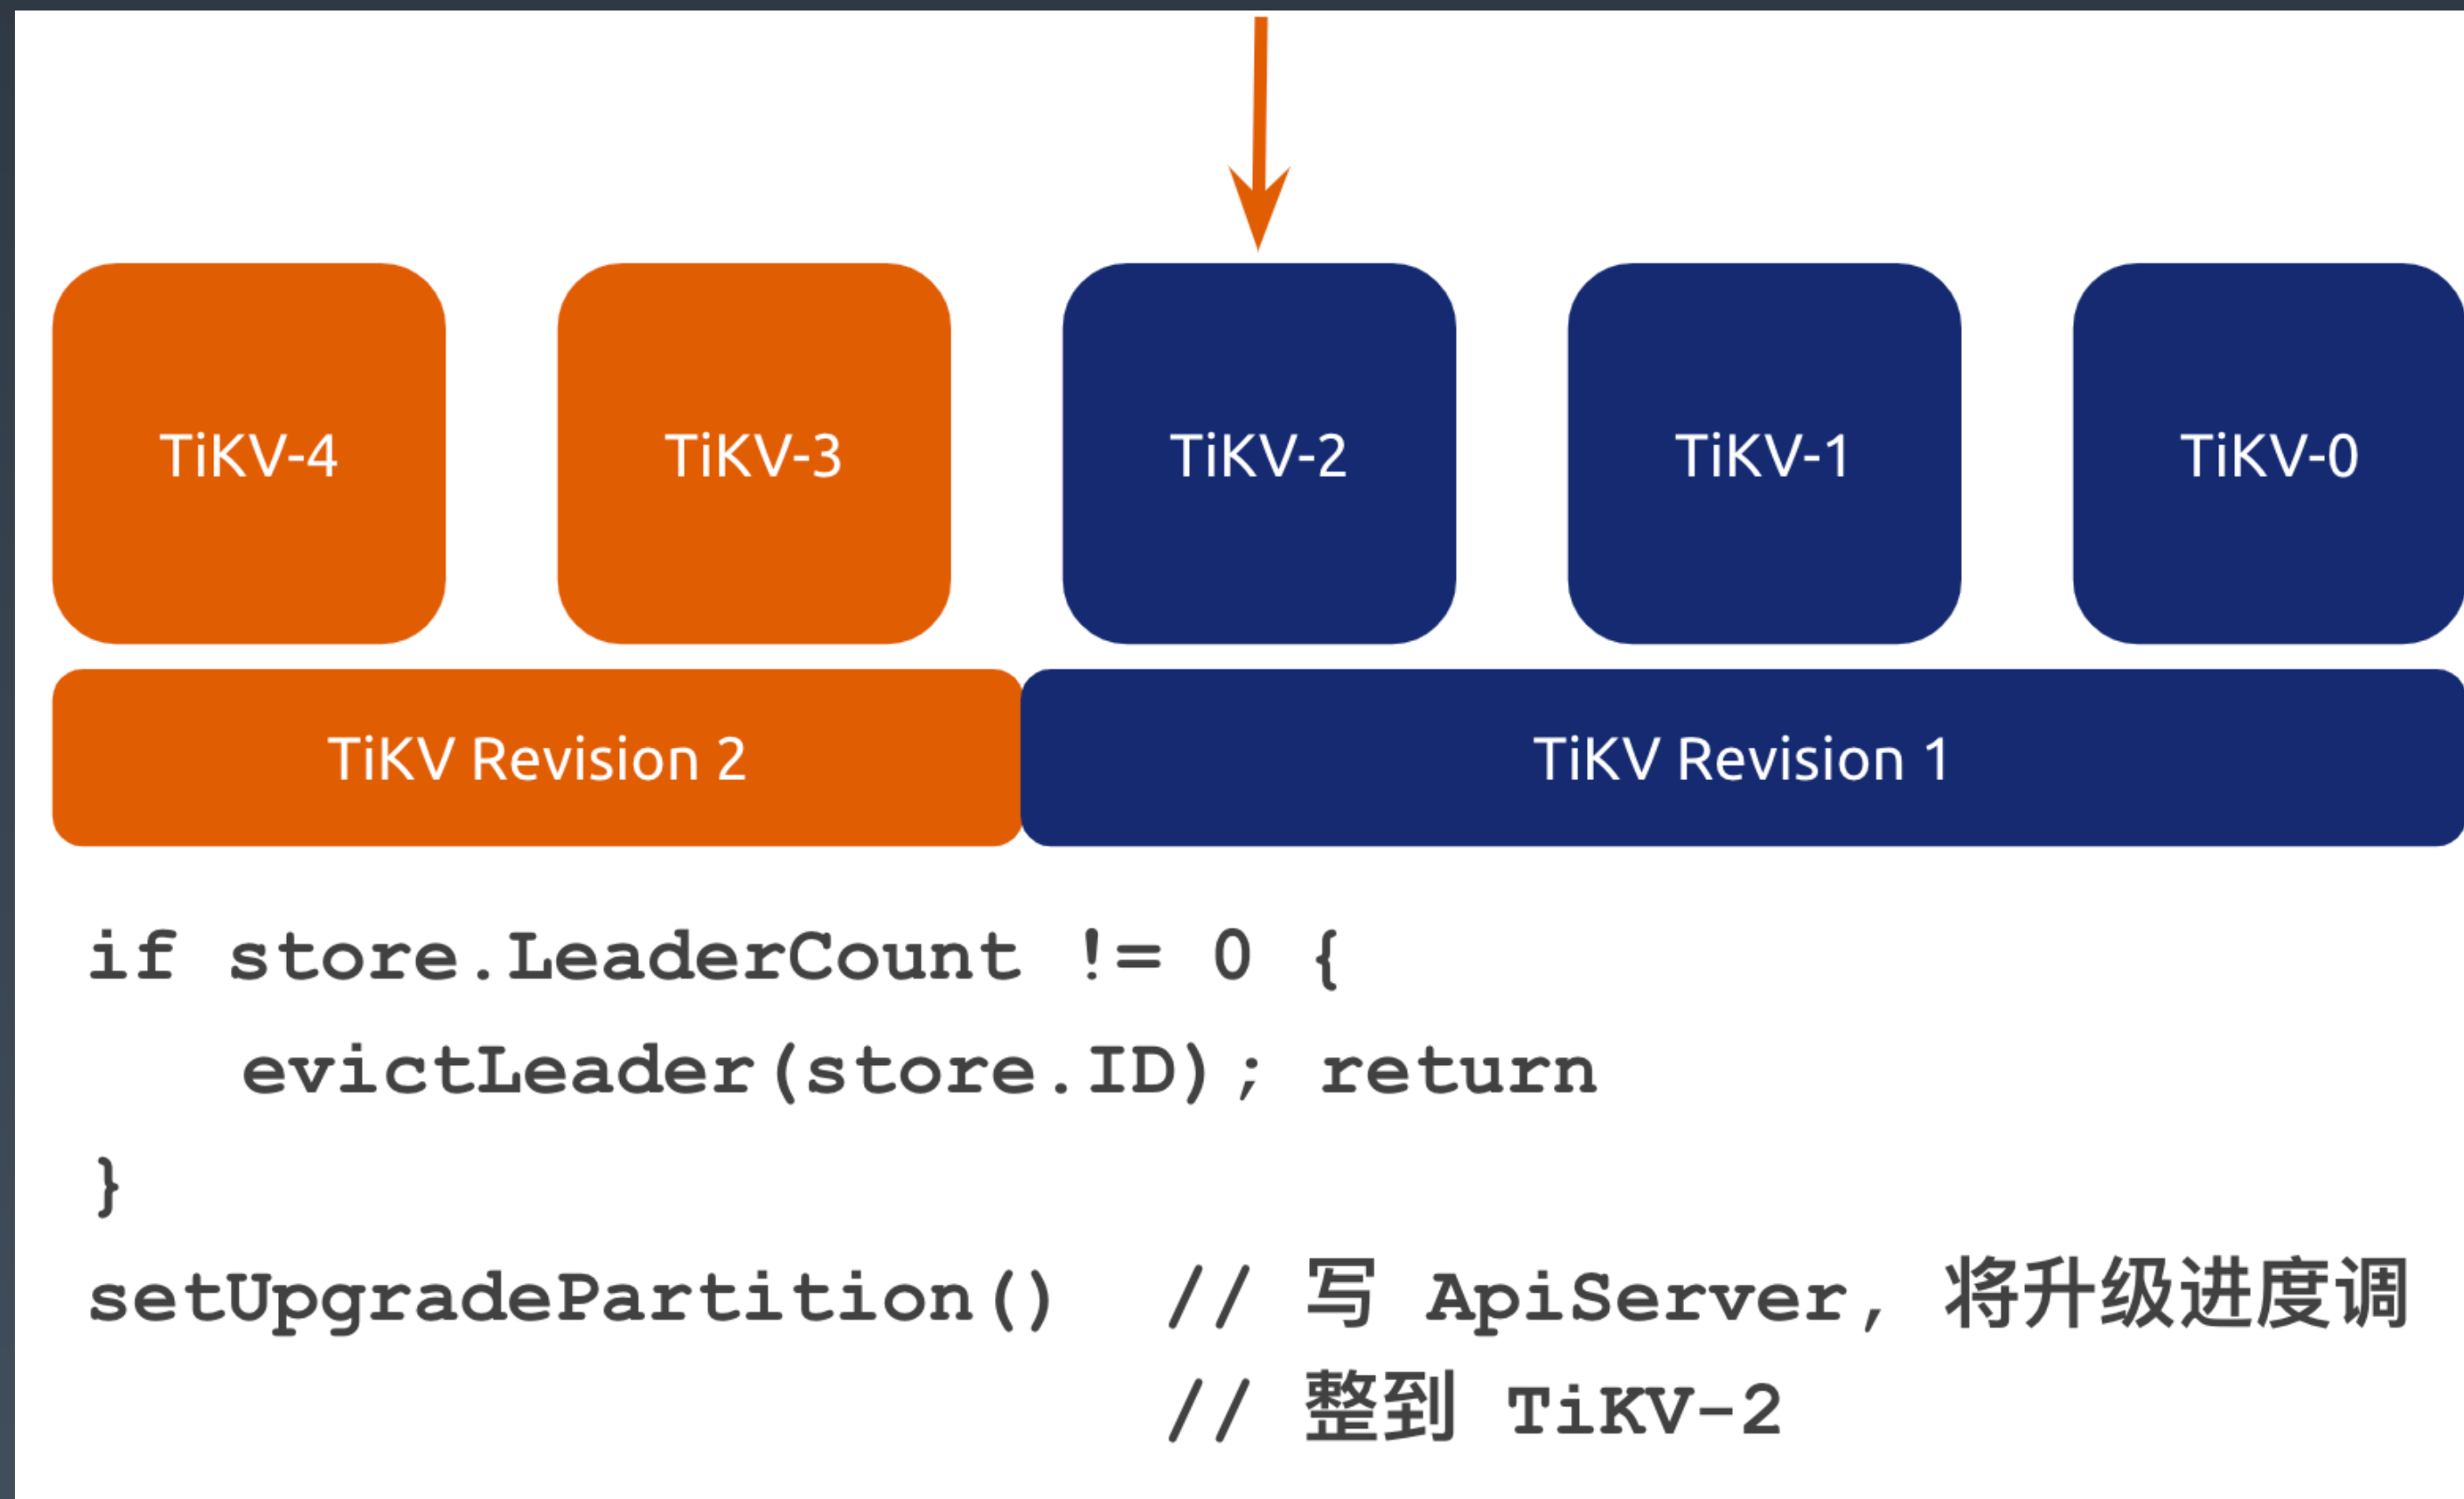 TiKV-4 TiKV-3 TiKV-2 TiKV-1 TiKV-0
TiKV Revision 2 TiKV Revision 1
if store.LeaderCount != 0 {
evictLeader(store.ID); return
}
setUpgradePartition() // 写 ApiServer, 将升级进度调
// 整到 TiKV-2